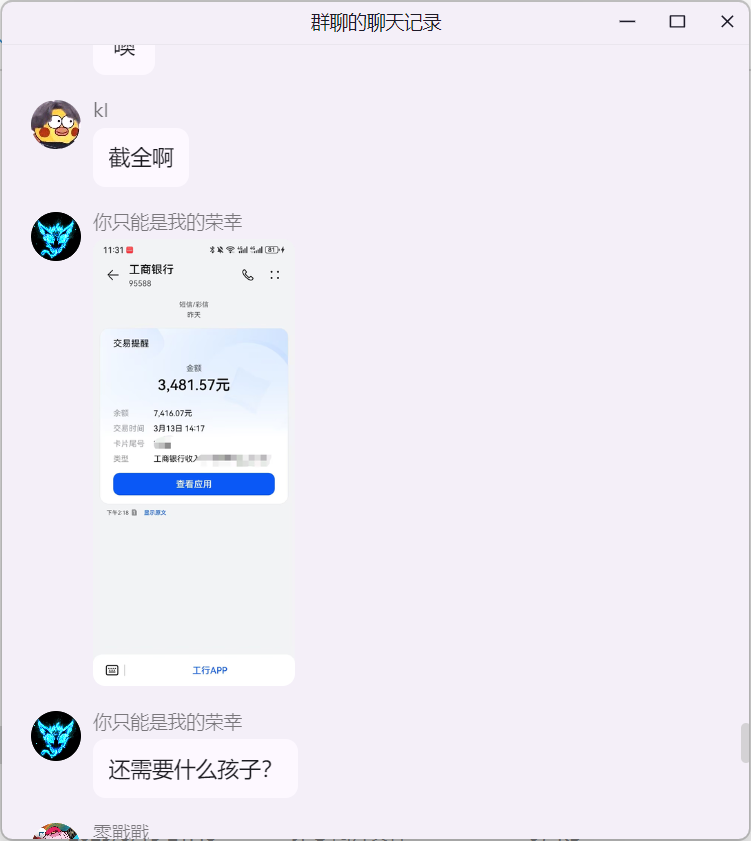 群聊的聊天记录
噢
kl
截全啊
你只能是我的荣幸
11:31 81
工商银行
95588
短信/彩信
昨天
交易提醒
金额
3,481.57元
余额 7,416.07元
交易时间 3月13日 14:17
卡片尾号
类型 工商银行收入
查看应用
下午2:18 显示原文
工行APP
你只能是我的荣幸
还需要什么孩子?
零戰戰